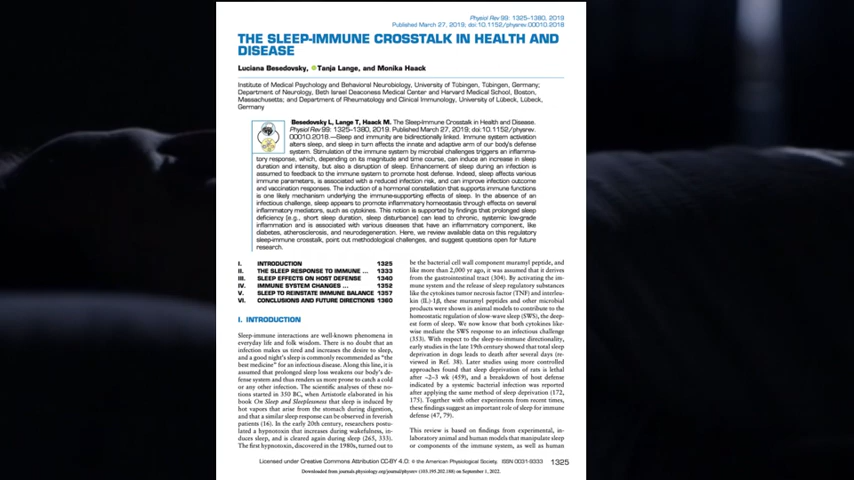 Physiol Rev 99: 1325–1380, 2019
Published March 27, 2019; doi:10.1152/physrev.00010.2018
THE SLEEP-IMMUNE CROSSTALK IN HEALTH AND
DISEASE
Luciana Besedovsky, Tanja Lange, and Monika Haack
Institute of Medical Psychology and Behavioral Neurobiology, University of Tübingen, Tübingen, Germany;
Department of Neurology, Beth Israel Deaconess Medical Center and Harvard Medical School, Boston,
Massachusetts; and Department of Rheumatology and Clinical Immunology, University of Lübeck, Lübeck,
Germany
Besedovsky L, Lange T, Haack M. The Sleep-Immune Crosstalk in Health and Disease.
Physiol Rev 99: 1325–1380, 2019. Published March 27, 2019; doi:10.1152/physrev.
00010.2018.—Sleep and immunity are bidirectionally linked. Immune system activation
alters sleep, and sleep in turn affects the innate and adaptive arm of our body's defense
system. Stimulation of the immune system by microbial challenges triggers an inflamma-
tory response, which, depending on its magnitude and time course, can induce an increase in sleep
duration and intensity, but also a disruption of sleep. Enhancement of sleep during an infection is
assumed to feedback to the immune system to promote host defense. Indeed, sleep affects various
immune parameters, is associated with a reduced infection risk, and can improve infection outcome
and vaccination responses. The induction of a hormonal constellation that supports immune functions
is one likely mechanism underlying the immune-supporting effects of sleep. In the absence of an
infectious challenge, sleep appears to promote inflammatory homeostasis through effects on several
inflammatory mediators, such as cytokines. This notion is supported by findings that prolonged sleep
deficiency (e.g., short sleep duration, sleep disturbance) can lead to chronic, systemic low-grade
inflammation and is associated with various diseases that have an inflammatory component, like
diabetes, atherosclerosis, and neurodegeneration. Here, we review available data on this regulatory
sleep-immune crosstalk, point out methodological challenges, and suggest questions open for future
research.
I. INTRODUCTION 1325
II. THE SLEEP RESPONSE TO IMMUNE ... 1333
III. SLEEP EFFECTS ON HOST DEFENSE 1340
IV. IMMUNE SYSTEM CHANGES ... 1352
V. SLEEP TO REINSTATE IMMUNE BALANCE 1357
VI. CONCLUSIONS AND FUTURE DIRECTIONS 1360
I. INTRODUCTION
Sleep-immune interactions are well-known phenomena in
everyday life and folk wisdom. There is no doubt that an
infection makes us tired and increases the desire to sleep,
and a good night's sleep is commonly recommended as "the
best medicine" for an infectious disease. Along this line, it is
assumed that prolonged sleep loss weakens our body's de-
fense system and thus renders us more prone to catch a cold
or any other infection. The scientific analyses of these no-
tions started in 350 BC, when Aristotle elaborated in his
book On Sleep and Sleeplessness that sleep is induced by
hot vapors that arise from the stomach during digestion,
and that a similar sleep response can be observed in feverish
patients (16). In the early 20th century, researchers postu-
lated a hypnotoxin that increases during wakefulness, in-
duces sleep, and is cleared again during sleep (265, 333).
The first hypnotoxin, discovered in the 1980s, turned out to
be the bacterial cell wall component muramyl peptide, and
like more than 2,000 yr ago, it was assumed that it derives
from the gastrointestinal tract (304). By activating the im-
mune system and the release of sleep regulatory substances
like the cytokines tumor necrosis factor (TNF) and interleu-
kin (IL)-1β, these muramyl peptides and other microbial
products were shown in animal models to contribute to the
homeostatic regulation of slow-wave sleep (SWS), the deep-
est form of sleep. We now know that both cytokines like-
wise mediate the SWS response to an infectious challenge
(353). With respect to the sleep-to-immune directionality,
early studies in the late 19th century showed that total sleep
deprivation in dogs leads to death after several days (re-
viewed in Ref. 38). Later studies using more controlled
approaches found that sleep deprivation of rats is lethal
after ~2–3 wk (459), and a breakdown of host defense
indicated by a systemic bacterial infection was reported
after applying the same method of sleep deprivation (172,
175). Together with other experiments from recent times,
these findings suggest an important role of sleep for immune
defense (47, 79).
This review is based on findings from experimental, in-
laboratory animal and human models that manipulate sleep
or components of the immune system, as well as human
Licensed under Creative Commons Attribution CC-BY 4.0: © the American Physiological Society. ISSN 0031-9333 1325
Downloaded from journals.physiology.org/journal/physrev (103.195.202.188) on September 1, 2022.